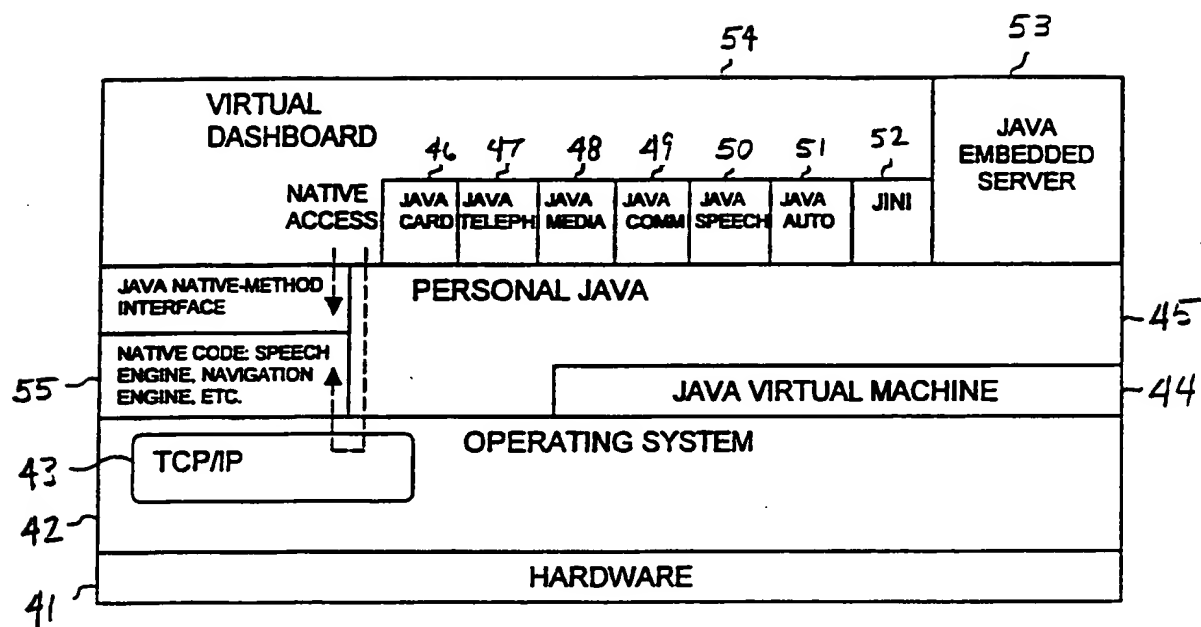 54
53
VIRTUAL
DASHBOARD
JAVA
EMBEDDED
SERVER
46 47 48 49 50 51 52
NATIVE
ACCESS
JAVA
CARD
JAVA
TELEPH
JAVA
MEDIA
JAVA
COMM
JAVA
SPEECH
JAVA
AUTO
JINI
JAVA NATIVE-METHOD
INTERFACE
PERSONAL JAVA
45
NATIVE CODE: SPEECH
ENGINE, NAVIGATION
ENGINE, ETC.
55
JAVA VIRTUAL MACHINE
44
OPERATING SYSTEM
TCP/IP
43
42
HARDWARE
41